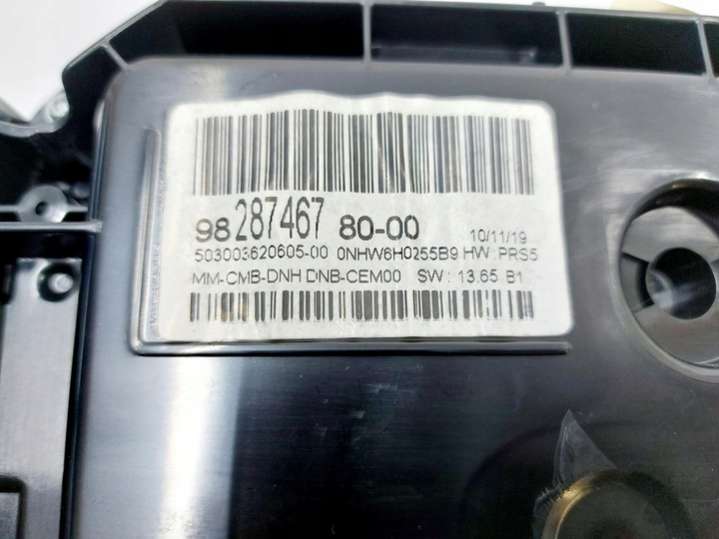 98 287467 80-00 10/11/19
503003620605-00 0NHW6H0255B9 HW : PRS5
MM-CMB-DNH DNB-CEM00 SW : 13.65 B1